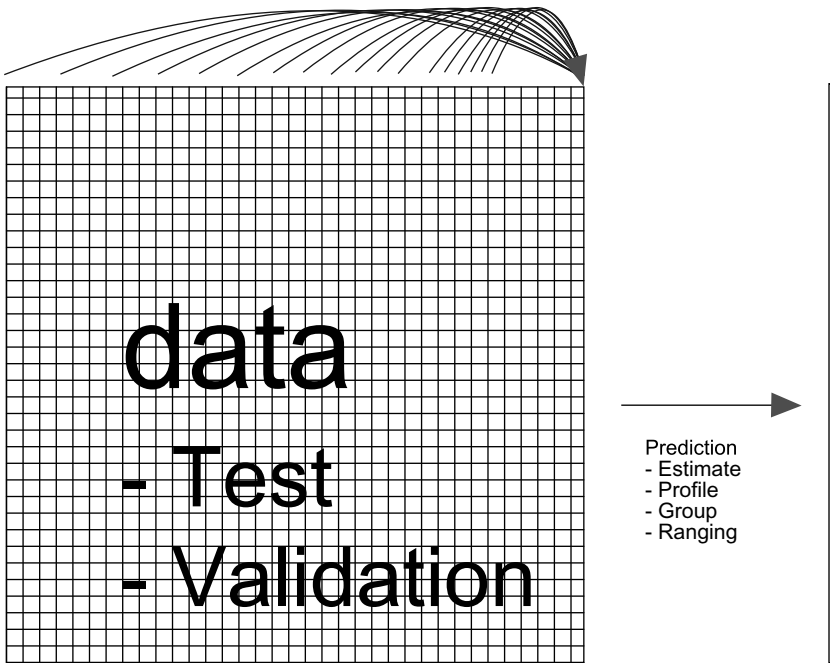 data
- Test
- Validation
Prediction
- Estimate
- Profile
- Group
- Ranging